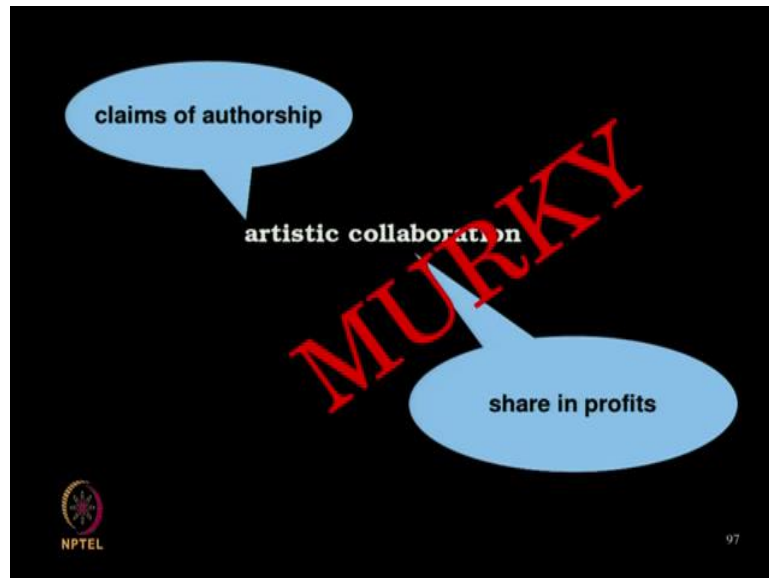 claims of authorship
artistic collaboration
MURKY
share in profits
NPTEL
97